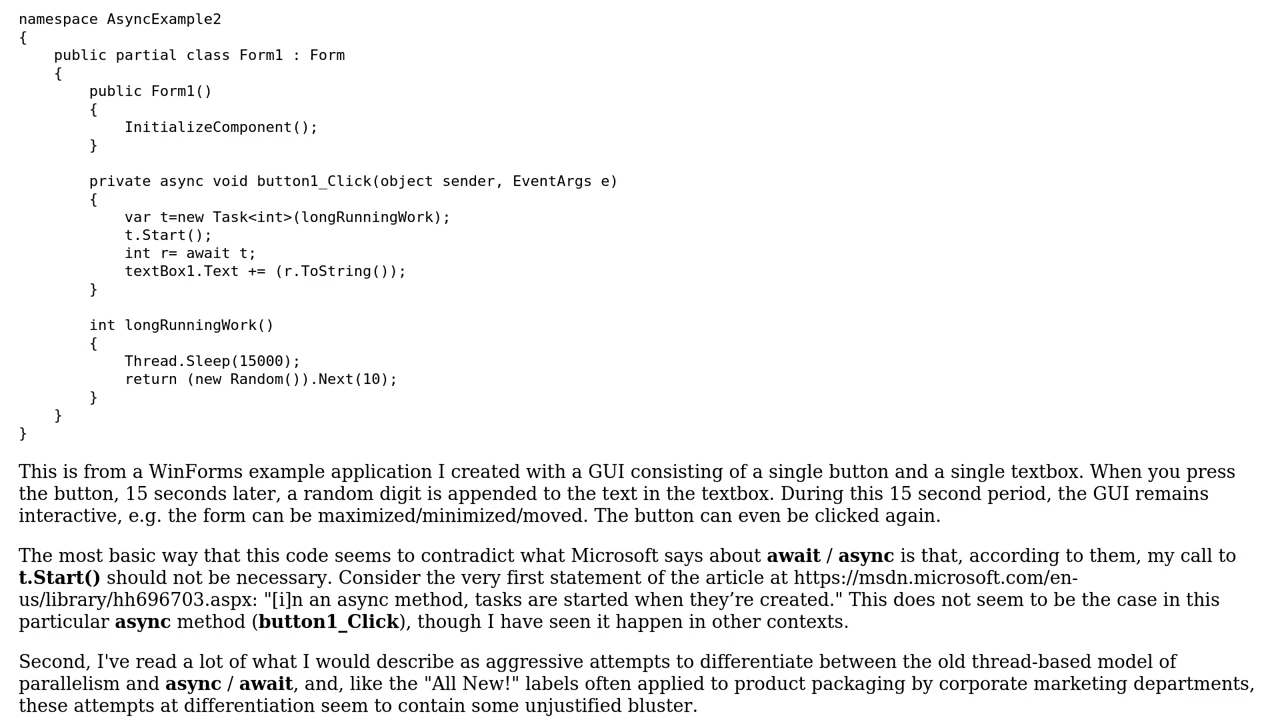 namespace AsyncExample2
{
    public partial class Form1 : Form
    {
        public Form1()
        {
            InitializeComponent();
        }

        private async void button1_Click(object sender, EventArgs e)
        {
            var t=new Task<int>(longRunningWork);
            t.Start();
            int r= await t;
            textBox1.Text += (r.ToString());
        }

        int longRunningWork()
        {
            Thread.Sleep(15000);
            return (new Random()).Next(10);
        }
    }
}
This is from a WinForms example application I created with a GUI consisting of a single button and a single textbox. When you press
the button, 15 seconds later, a random digit is appended to the text in the textbox. During this 15 second period, the GUI remains
interactive, e.g. the form can be maximized/minimized/moved. The button can even be clicked again.
The most basic way that this code seems to contradict what Microsoft says about await / async is that, according to them, my call to
t.Start() should not be necessary. Consider the very first statement of the article at https://msdn.microsoft.com/en-
us/library/hh696703.aspx: "[i]n an async method, tasks are started when they’re created." This does not seem to be the case in this
particular async method (button1_Click), though I have seen it happen in other contexts.
Second, I've read a lot of what I would describe as aggressive attempts to differentiate between the old thread-based model of
parallelism and async / await, and, like the "All New!" labels often applied to product packaging by corporate marketing departments,
these attempts at differentiation seem to contain some unjustified bluster.